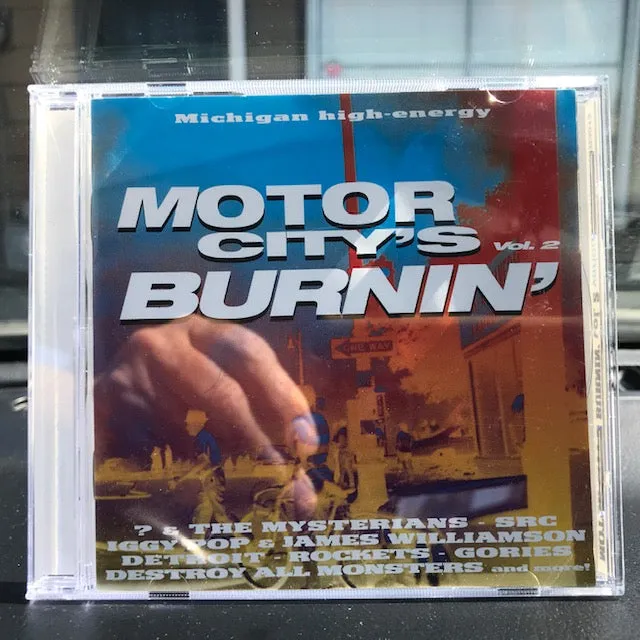 Michigan high-energy
MOTOR
CITY'S Vol. 2
BURNIN'
ONE WAY
? & THE MYSTERIANS - SRC
IGGY POP & JAMES WILLIAMSON
DETROIT - ROCKETS - GORIES
DESTROY ALL MONSTERS and more!